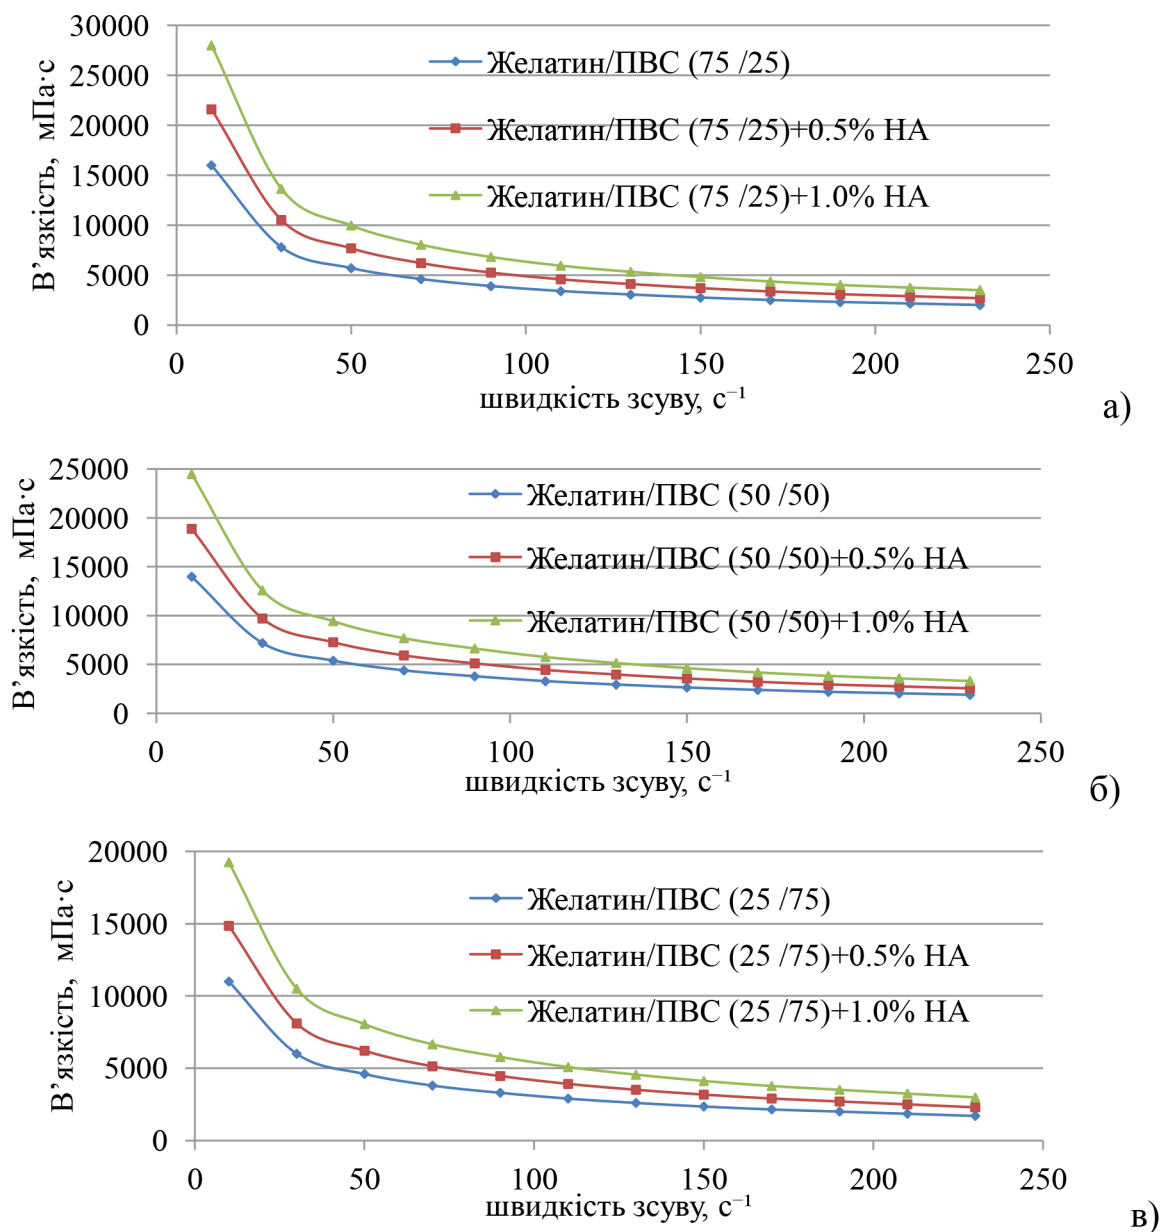 30000
25000
20000
15000
10000
5000
0
В’язкість, мПа·с
Желатин/ПВС (75 /25)
Желатин/ПВС (75 /25)+0.5% НА
Желатин/ПВС (75 /25)+1.0% НА
0 50 100 150 200 250
швидкість зсуву, с⁻¹
а)
25000
20000
15000
10000
5000
0
В’язкість, мПа·с
Желатин/ПВС (50 /50)
Желатин/ПВС (50 /50)+0.5% НА
Желатин/ПВС (50 /50)+1.0% НА
0 50 100 150 200 250
швидкість зсуву, с⁻¹
б)
20000
15000
10000
5000
0
В’язкість, мПа·с
Желатин/ПВС (25 /75)
Желатин/ПВС (25 /75)+0.5% НА
Желатин/ПВС (25 /75)+1.0% НА
0 50 100 150 200 250
швидкість зсуву, с⁻¹
в)